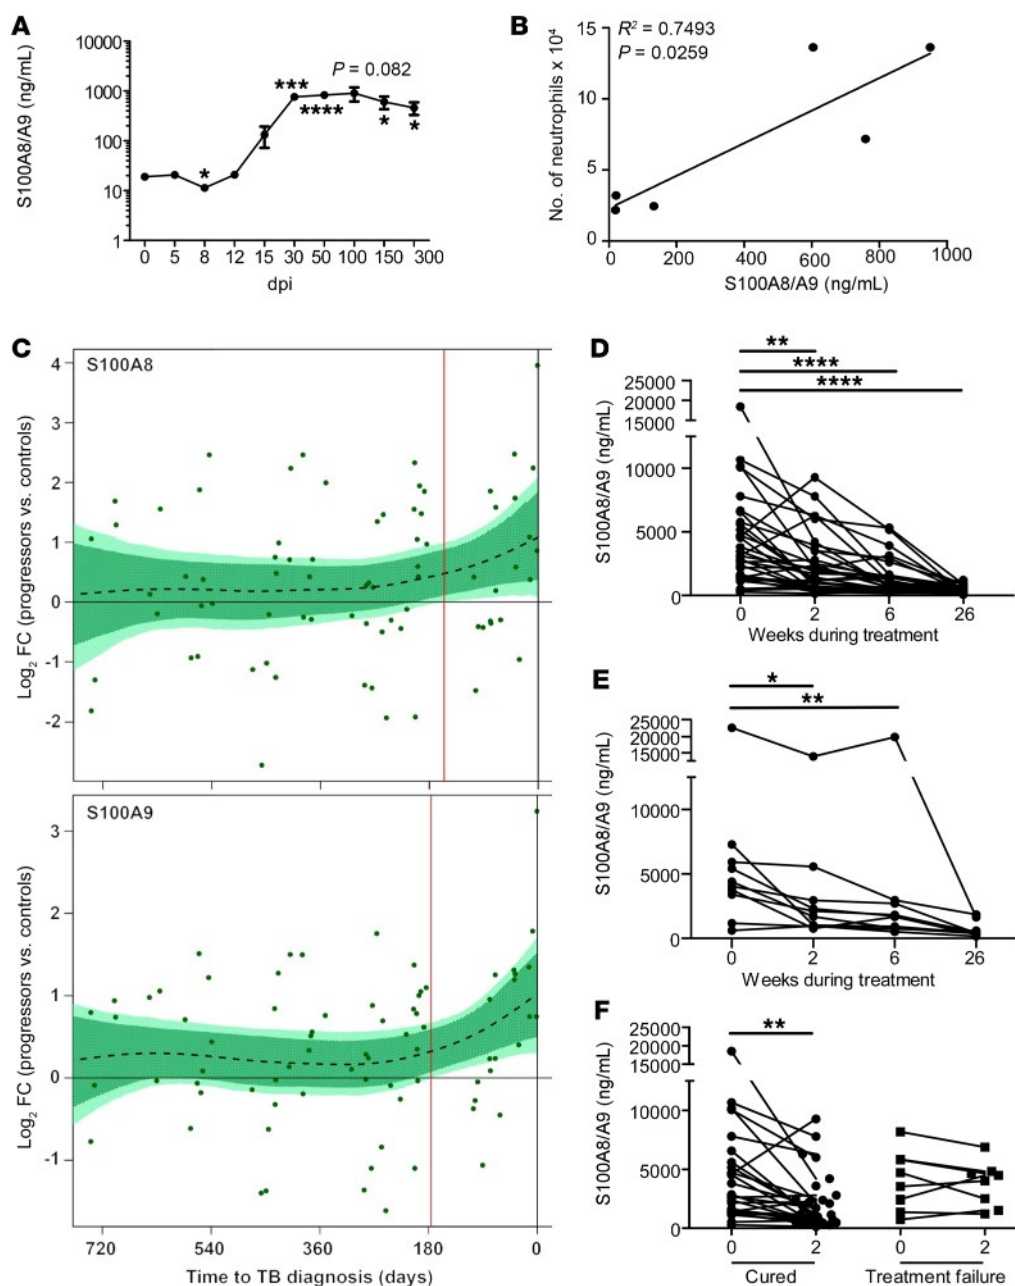 A
S100A8/A9 (ng/mL)
10000
1000
100
10
1
P = 0.082
***
****
*
*
*
0 5 8 12 15 30 50 100 150 300
dpi
B
No. of neutrophils x 10⁴
15
10
5
0
R² = 0.7493
P = 0.0259
0 200 400 600 800 1000
S100A8/A9 (ng/mL)
C
Log₂ FC (progressors vs. controls)
S100A8
4
3
2
1
0
-1
-2
Log₂ FC (progressors vs. controls)
S100A9
3
2
1
0
-1
720 540 360 180 0
Time to TB diagnosis (days)
D
**
****
****
S100A8/A9 (ng/mL)
25000
20000
15000
10000
5000
0
0 2 6 26
Weeks during treatment
E
*
**
S100A8/A9 (ng/mL)
25000
20000
15000
10000
5000
0
0 2 6 26
Weeks during treatment
F
**
S100A8/A9 (ng/mL)
25000
20000
15000
10000
5000
0
0 2 0 2
Cured Treatment failure